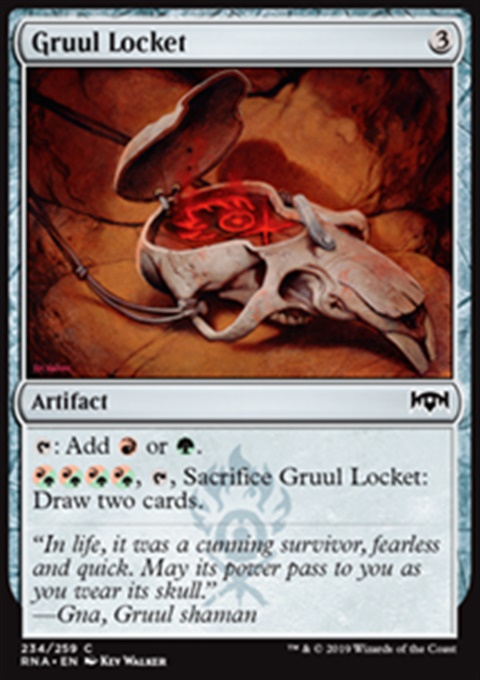 Gruul Locket 3
Artifact
: Add or .
, , Sacrifice Gruul Locket:
Draw two cards.
“In life, it was a cunning survivor, fearless
and quick. May its power pass to you as
you wear its skull.”
—Gna, Gruul shaman
234/259 C
RNA • EN Kev Walker
™ & © 2019 Wizards of the Coast